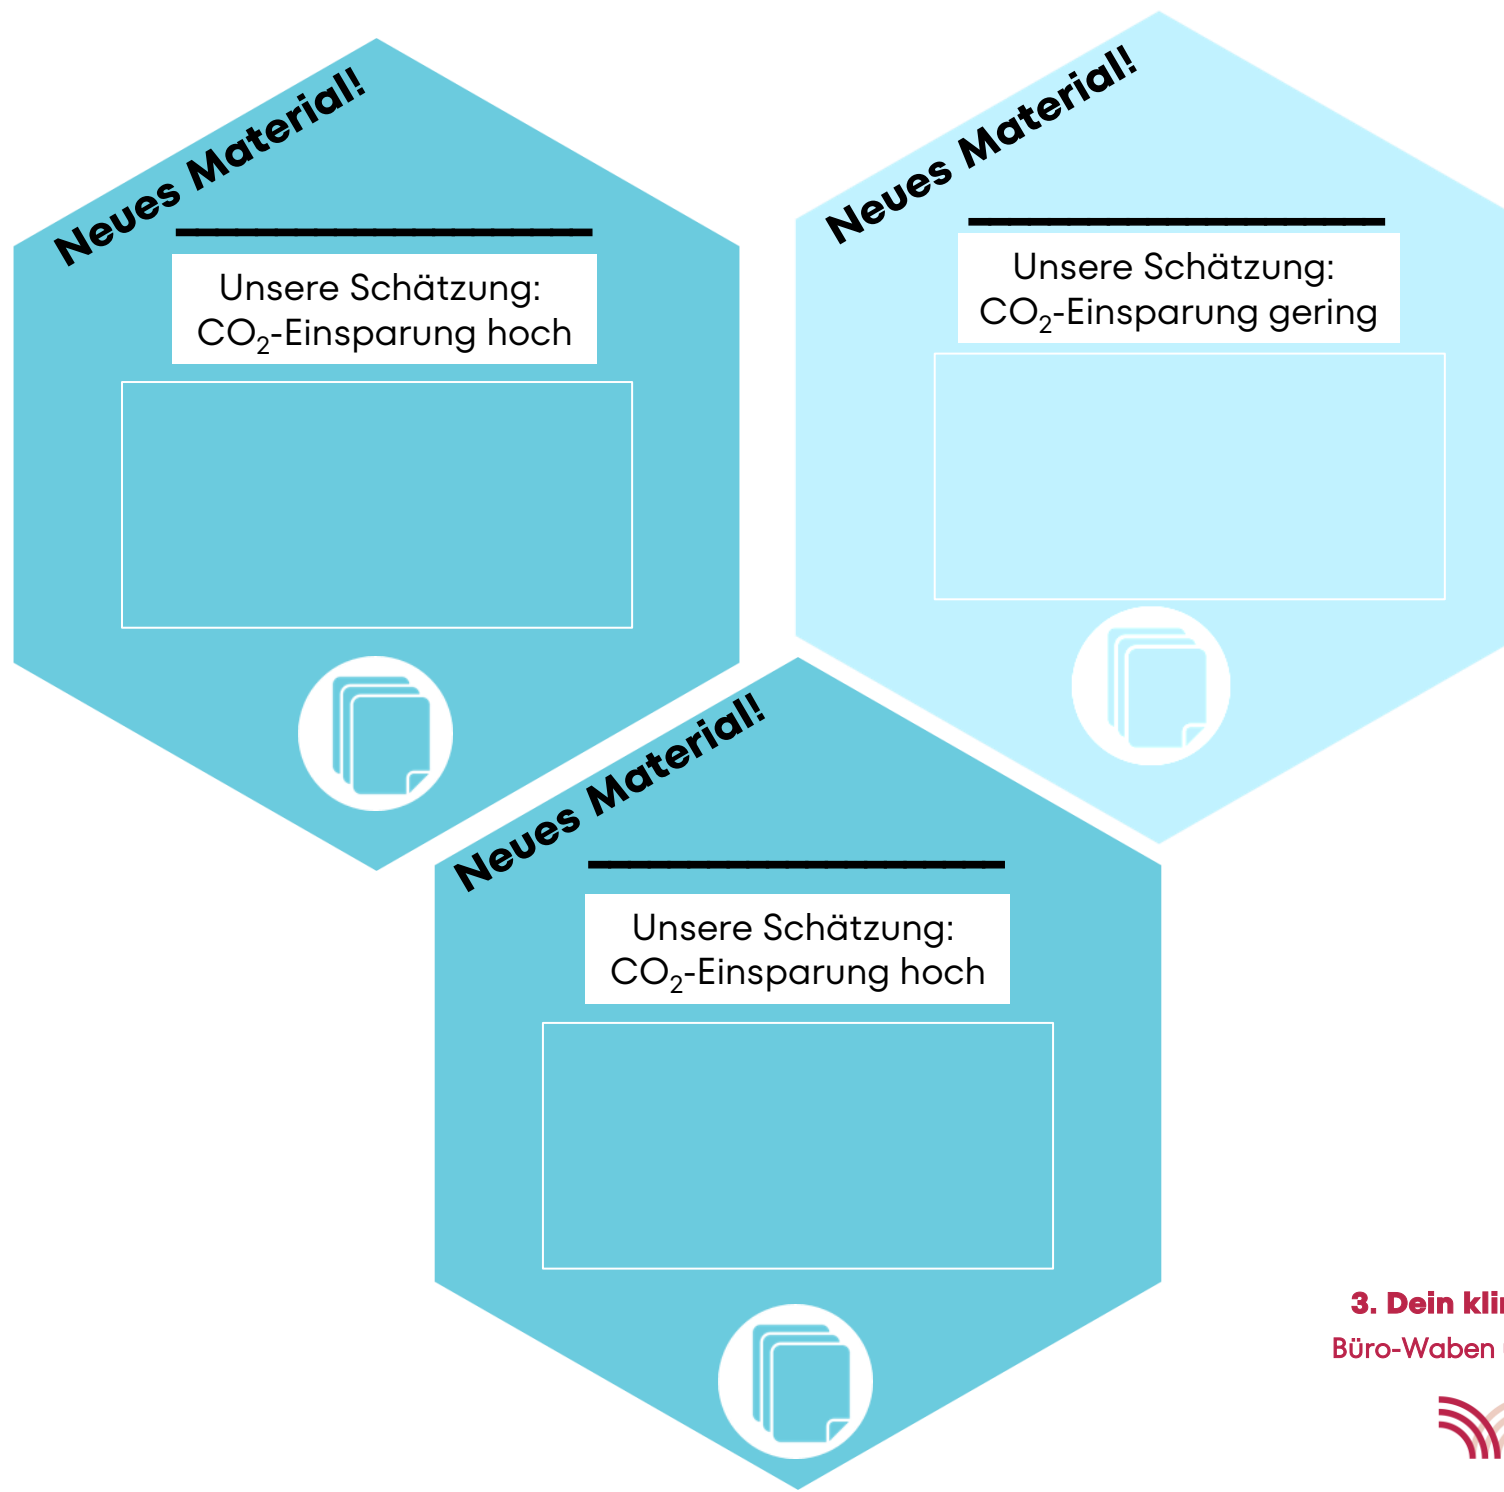 Neues Material!
Unsere Schätzung:
CO₂-Einsparung hoch
Neues Material!
Unsere Schätzung:
CO₂-Einsparung gering
Neues Material!
Unsere Schätzung:
CO₂-Einsparung hoch
3. Dein
Büro-Waben